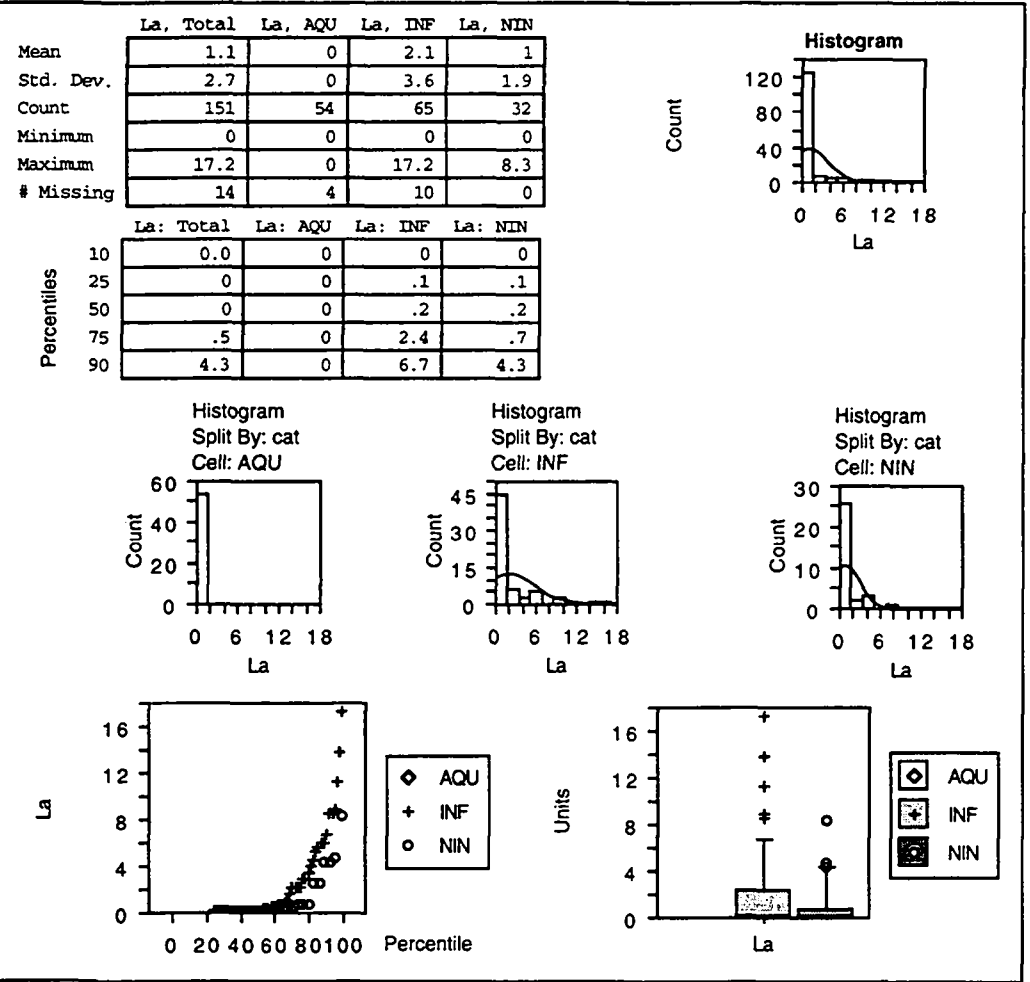 La, Total La, AQU La, INF La, NIN
Mean 1.1 0 2.1 1
Std. Dev. 2.7 0 3.6 1.9
Count 151 54 65 32
Minimum 0 0 0 0
Maximum 17.2 0 17.2 8.3
# Missing 14 4 10 0
La: Total La: AQU La: INF La: NIN
Percentiles
10 0.0 0 0 0
25 0 0 .1 .1
50 0 0 .2 .2
75 .5 0 2.4 .7
90 4.3 0 6.7 4.3
Histogram
Count
120
80
40
0
0 6 12 18
La
Histogram
Split By: cat
Cell: AQU
Count
60
40
20
0
0 6 12 18
La
Histogram
Split By: cat
Cell: INF
Count
45
30
15
0
0 6 12 18
La
Histogram
Split By: cat
Cell: NIN
Count
30
20
10
0
0 6 12 18
La
La
16
12
8
4
0
0 20 40 60 80 100 Percentile
AQU
INF
NIN
Units
16
12
8
4
0
La
AQU
INF
NIN